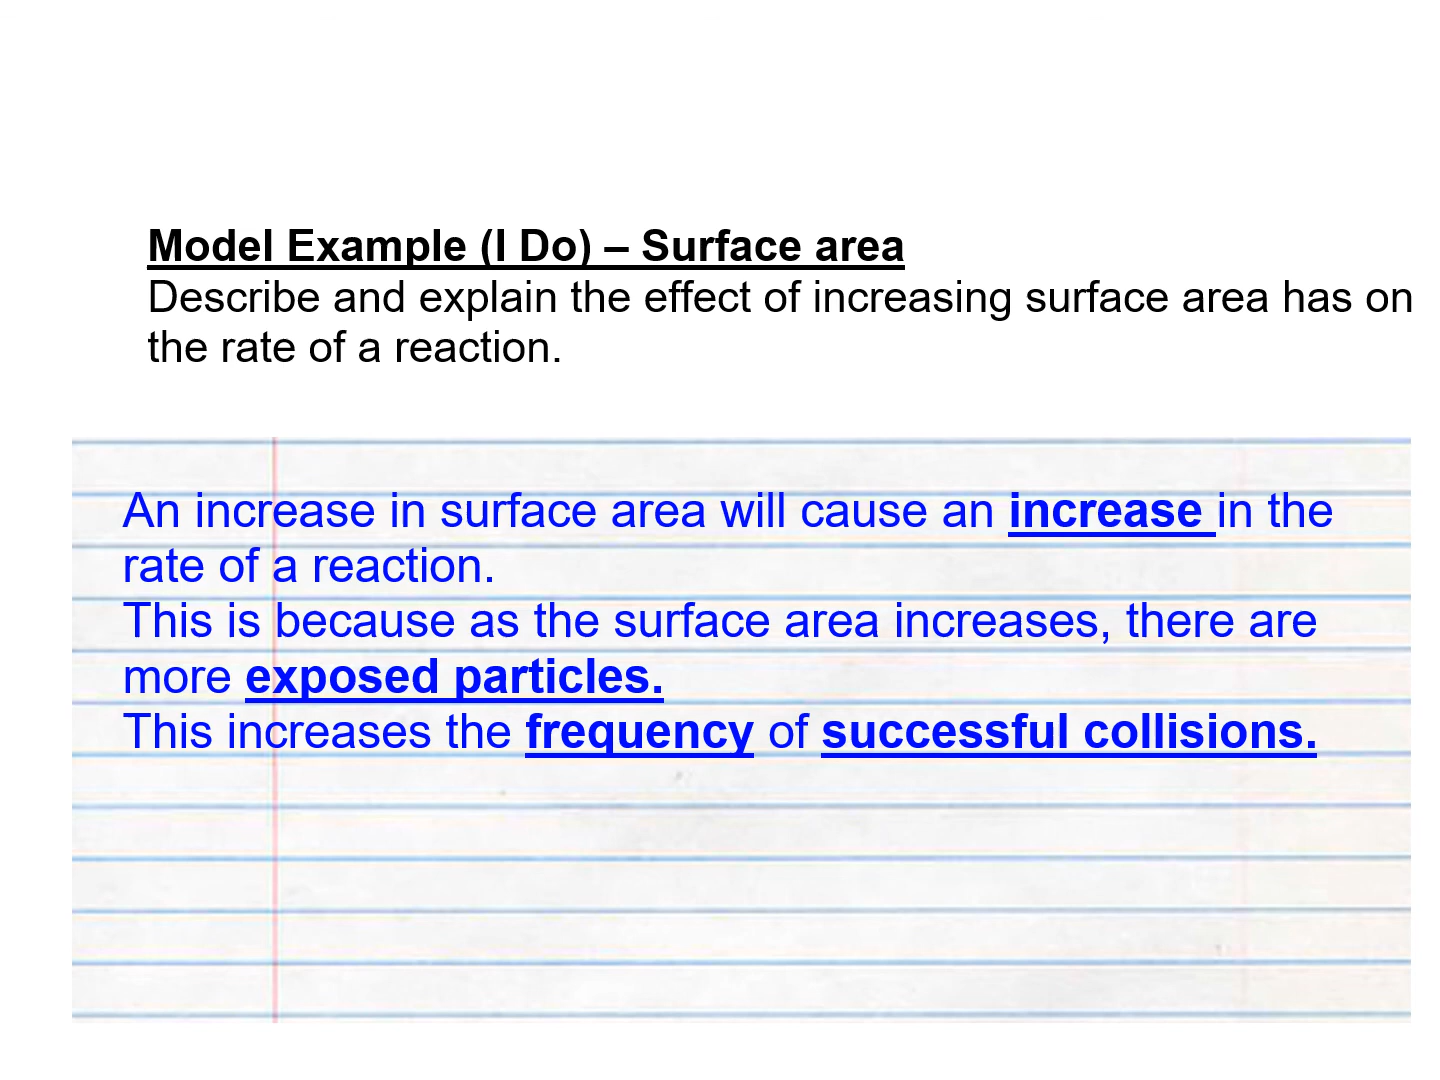 Model Example (I Do) – Surface area
Describe and explain the effect of increasing surface area has on
the rate of a reaction.
An increase in surface area will cause an increase in the
rate of a reaction.
This is because as the surface area increases, there are
more exposed particles.
This increases the frequency of successful collisions.